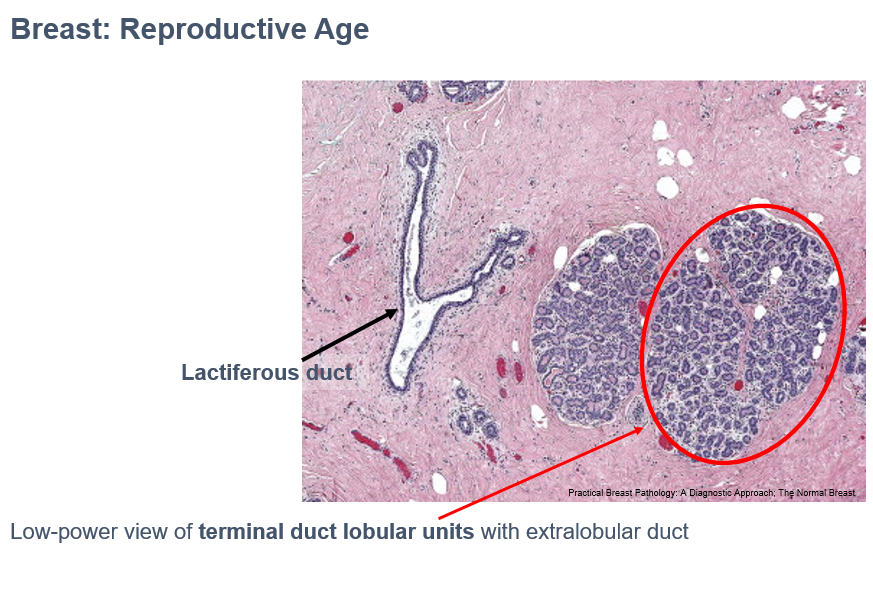 Breast: Reproductive Age
Lactiferous duct
Practical Breast Pathology: A Diagnostic Approach; The Normal Breast.
Low-power view of terminal duct lobular units with extralobular duct